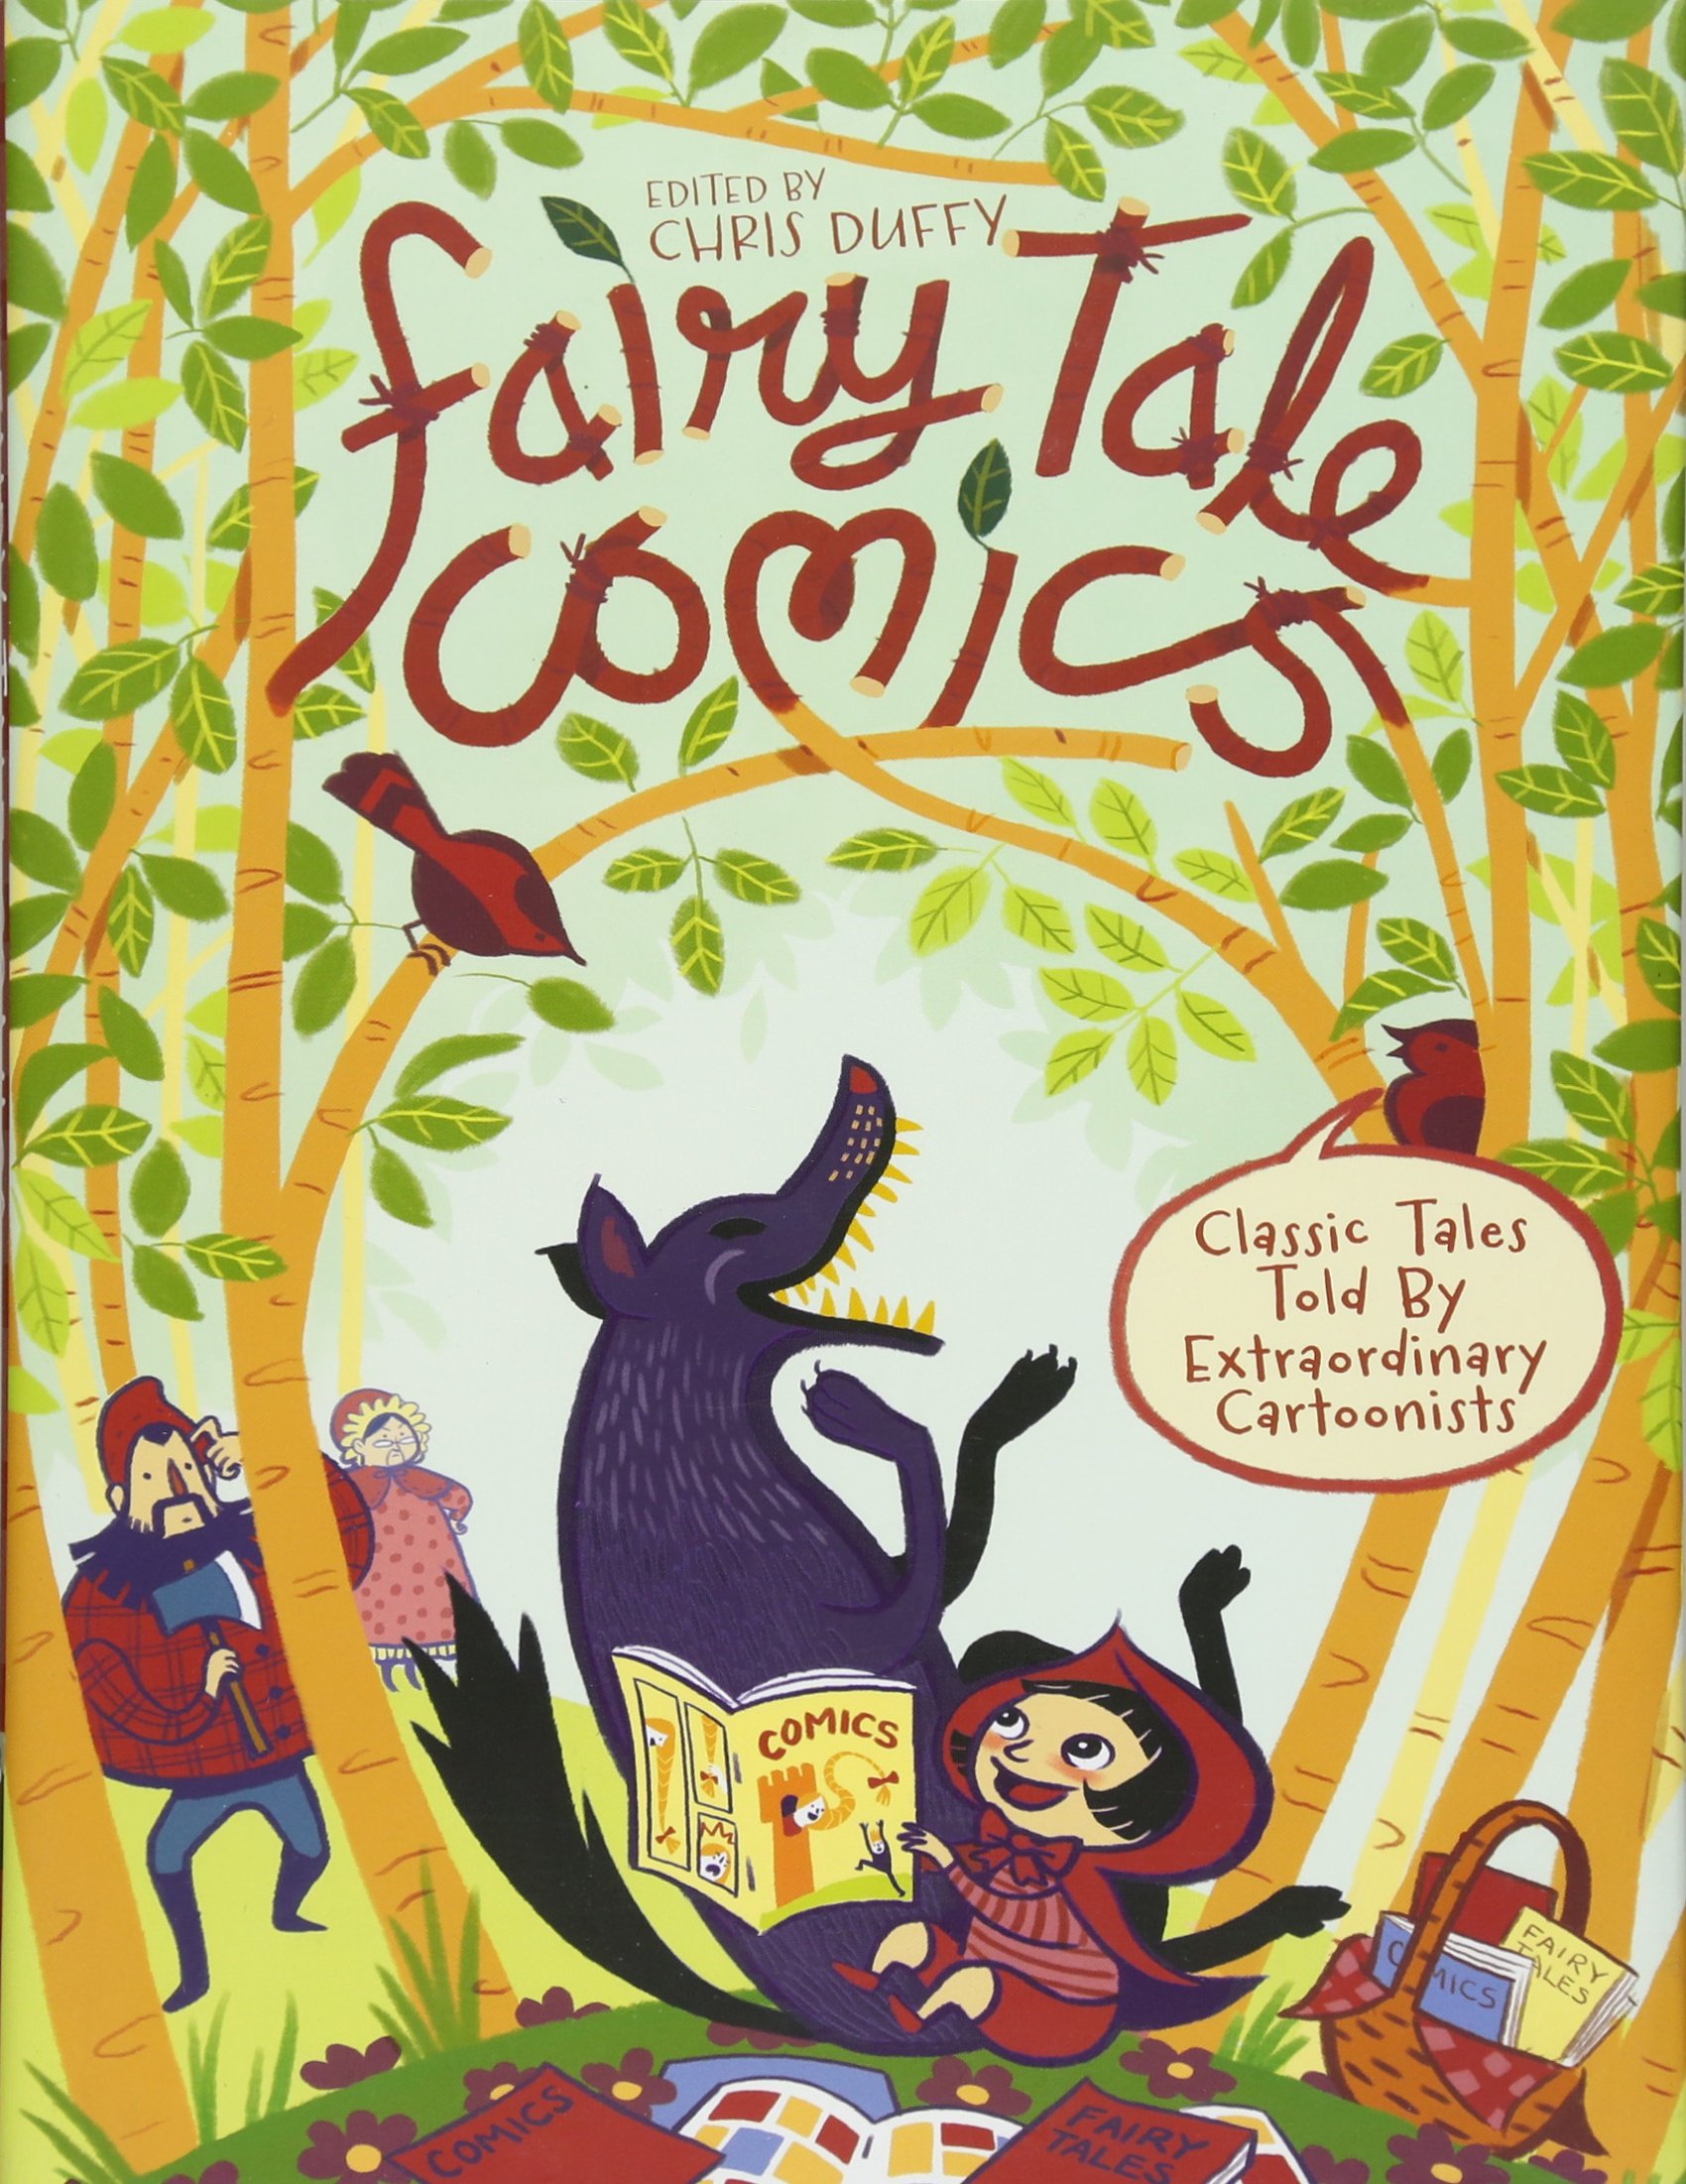 EDITED BY
CHRIS DUFFY
fairy Tale
comics
Classic Tales
Told By
Extraordinary
Cartoonists
COMICS
FAIRY
TALES
COMICS
COMICS
FAIRY
TALES